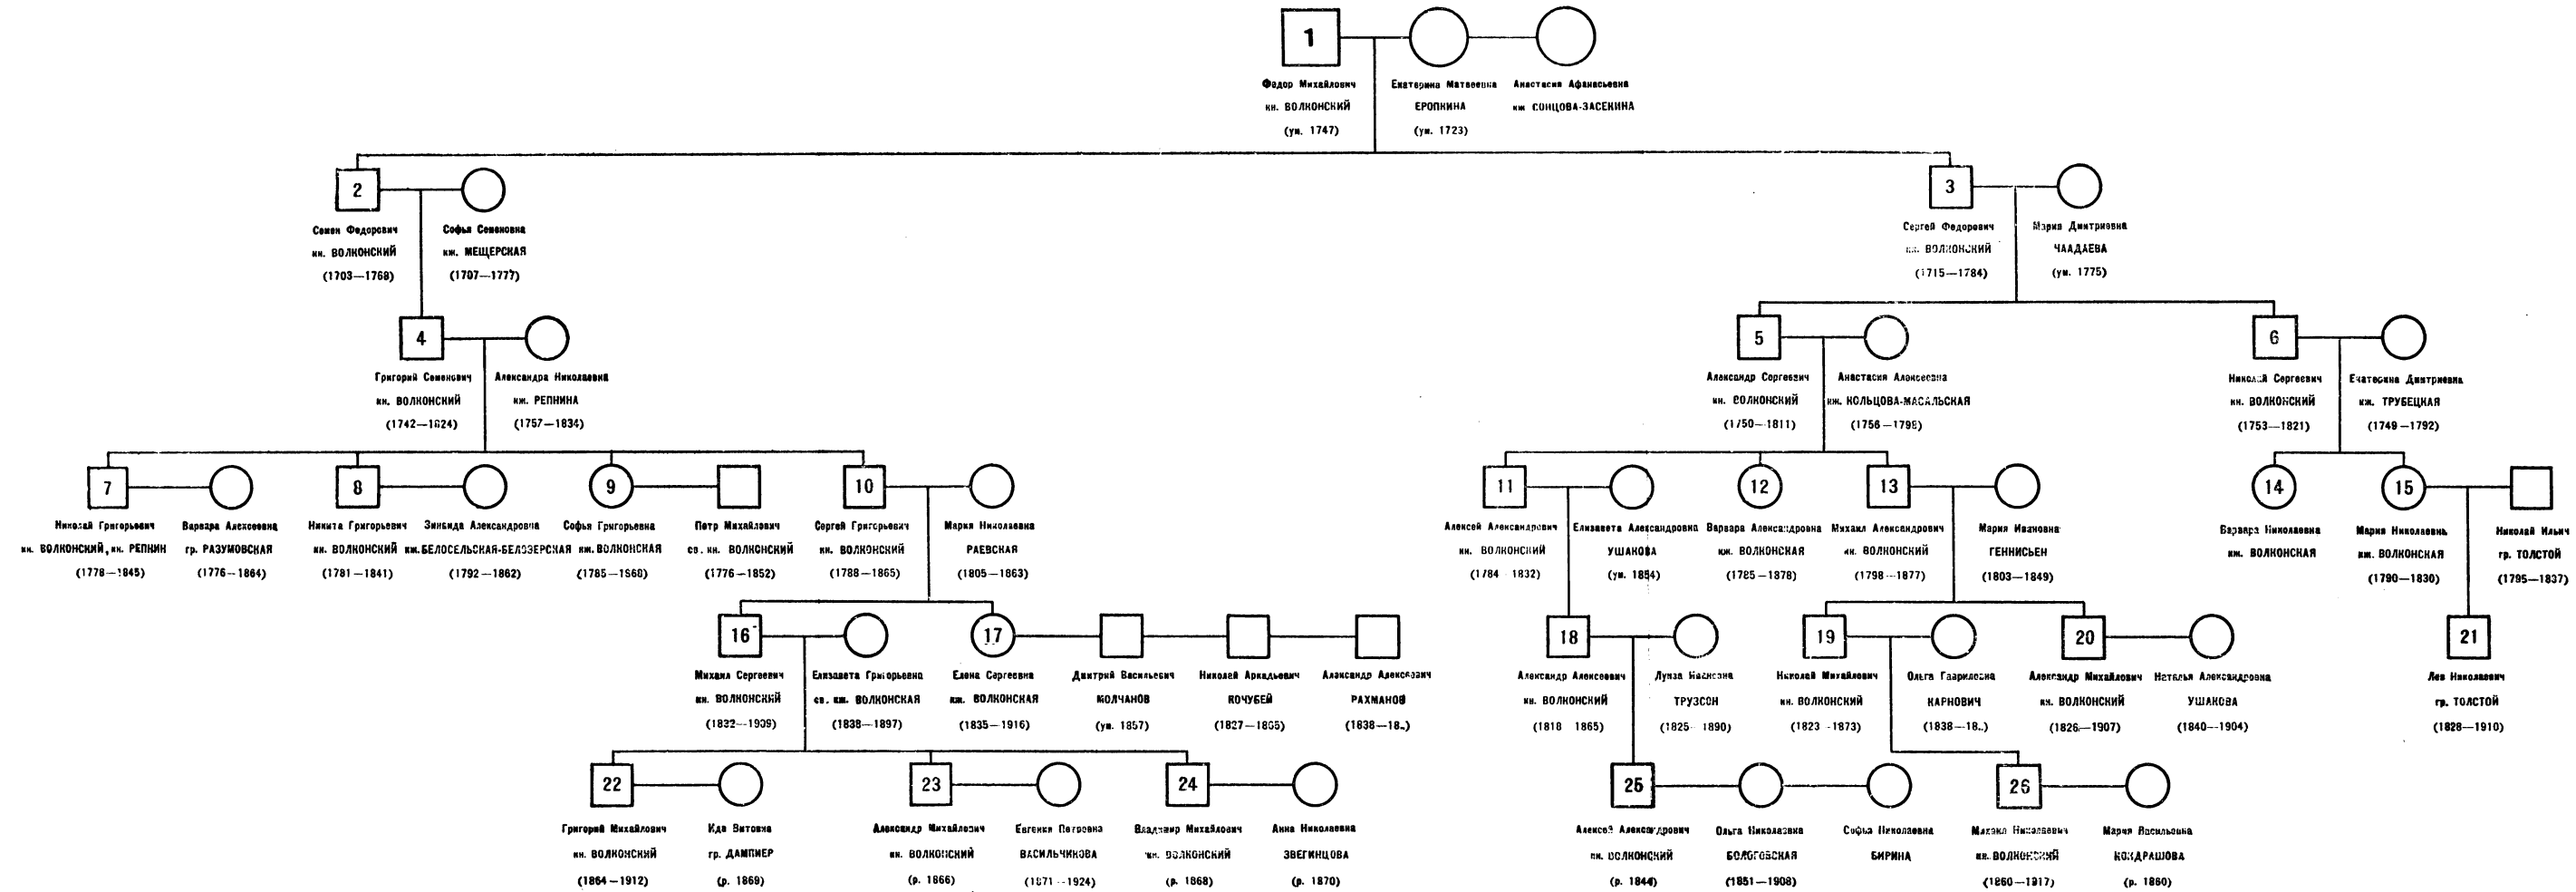 1
Федор Михайлович
кн. ВОЛКОНСКИЙ
(ум. 1747)
Екатерина Матвеевна
ЕРОПКИНА
(ум. 1723)
Анастасия Афанасьевна
кж СОНЦОВА-ЗАСЕКИНА
2
Семен Федорович
кн. ВОЛКОНСКИЙ
(1703—1768)
Софья Семеновна
кж. МЕЩЕРСКАЯ
(1707—1777)
3
Сергей Федорович
кн. ВОЛКОНСКИЙ
(1715—1784)
Мария Дмитриевна
ЧААДАЕВА
(ум. 1775)
4
Григорий Семенович
кн. ВОЛКОНСКИЙ
(1742—1824)
Александра Николаевна
кж. РЕПНИНА
(1757—1834)
5
Александр Сергеевич
кн. ВОЛКОНСКИЙ
(1750—1811)
Анастасия Алексеевна
кж. КОЛЬЦОВА-МАСАЛЬСКАЯ
(1756—1798)
6
Николай Сергеевич
кн. ВОЛКОНСКИЙ
(1753—1821)
Екатерина Дмитриевна
кж. ТРУБЕЦКАЯ
(1749—1792)
7
Николай Григорьевич
кн. ВОЛКОНСКИЙ, кн. РЕПНИН
(1778—1845)
Варвара Алексеевна
гр. РАЗУМОВСКАЯ
(1776—1864)
8
Никита Григорьевич
кн. ВОЛКОНСКИЙ
(1781—1841)
Зинаида Александровна
кж. БЕЛОСЕЛЬСКАЯ-БЕЛОЗЕРСКАЯ
(1792—1862)
9
Софья Григорьевна
кж. ВОЛКОНСКАЯ
(1785—1868)
Петр Михайлович
св. кн. ВОЛКОНСКИЙ
(1776—1852)
10
Сергей Григорьевич
кн. ВОЛКОНСКИЙ
(1788—1865)
Мария Николаевна
РАЕВСКАЯ
(1805—1863)
11
Алексей Александрович
кн. ВОЛКОНСКИЙ
(1784 1832)
Елизавета Александровна
УШАКОВА
(ум. 1854)
12
Варвара Александровна
кж. ВОЛКОНСКАЯ
(1785—1878)
13
Михаил Александрович
кн. ВОЛКОНСКИЙ
(1798—1877)
Мария Ивановна
ГЕННИСЬЕН
(1803—1849)
14
Варвара Николаевна
кж. ВОЛКОНСКАЯ
15
Мария Николаевна
кж. ВОЛКОНСКАЯ
(1790—1830)
Николай Ильич
гр. ТОЛСТОЙ
(1795—1837)
16
Михаил Сергеевич
кн. ВОЛКОНСКИЙ
(1832—1909)
Елизавета Григорьевна
св. кж. ВОЛКОНСКАЯ
(1838—1897)
17
Елена Сергеевна
кж. ВОЛКОНСКАЯ
(1835—1916)
Дмитрий Васильевич
МОЛЧАНОВ
(ум. 1857)
Николай Аркадьевич
КОЧУБЕЙ
Александр Алексеевич
РАХМАНОВ
(1838—18..)
18
Александр Алексеевич
кн. ВОЛКОНСКИЙ
(1818 1865)
Луиза Ивановна
ТРУЗСОН
(1825 1890)
19
Николай Михайлович
кн. ВОЛКОНСКИЙ
(1823 -1873)
Ольга Гавриловна
КАРНОВИЧ
(1838—18..)
20
Александр Михайлович
кн. ВОЛКОНСКИЙ
(1826—1907)
Наталья Александровна
УШАКОВА
(1840—1904)
21
Лев Николаевич
гр. ТОЛСТОЙ
(1828—1910)
22
Григорий Михайлович
кн. ВОЛКОНСКИЙ
(1864—1912)
Ида Витовна
гр. ДАМПИЕР
(р. 1869)
23
Александр Михайлович
кн. ВОЛКОНСКИЙ
(р. 1866)
Евгения Петровна
ВАСИЛЬЧИКОВА
(1871—1924)
24
Владимир Михайлович
кн. ВОЛКОНСКИЙ
(р. 1868)
Анна Николаевна
ЗВЕГИНЦОВА
(р. 1870)
25
Алексей Александрович
кн. ВОЛКОНСКИЙ
(р. 1844)
Ольга Николаевна
БОЛОГОВСКАЯ
(1851—1908)
Софья Николаевна
БИРИНА
26
Михаил Николаевич
кн. ВОЛКОНСКИЙ
(1860—1917)
Мария Васильевна
КОНДРАШОВА
(р. 1860)